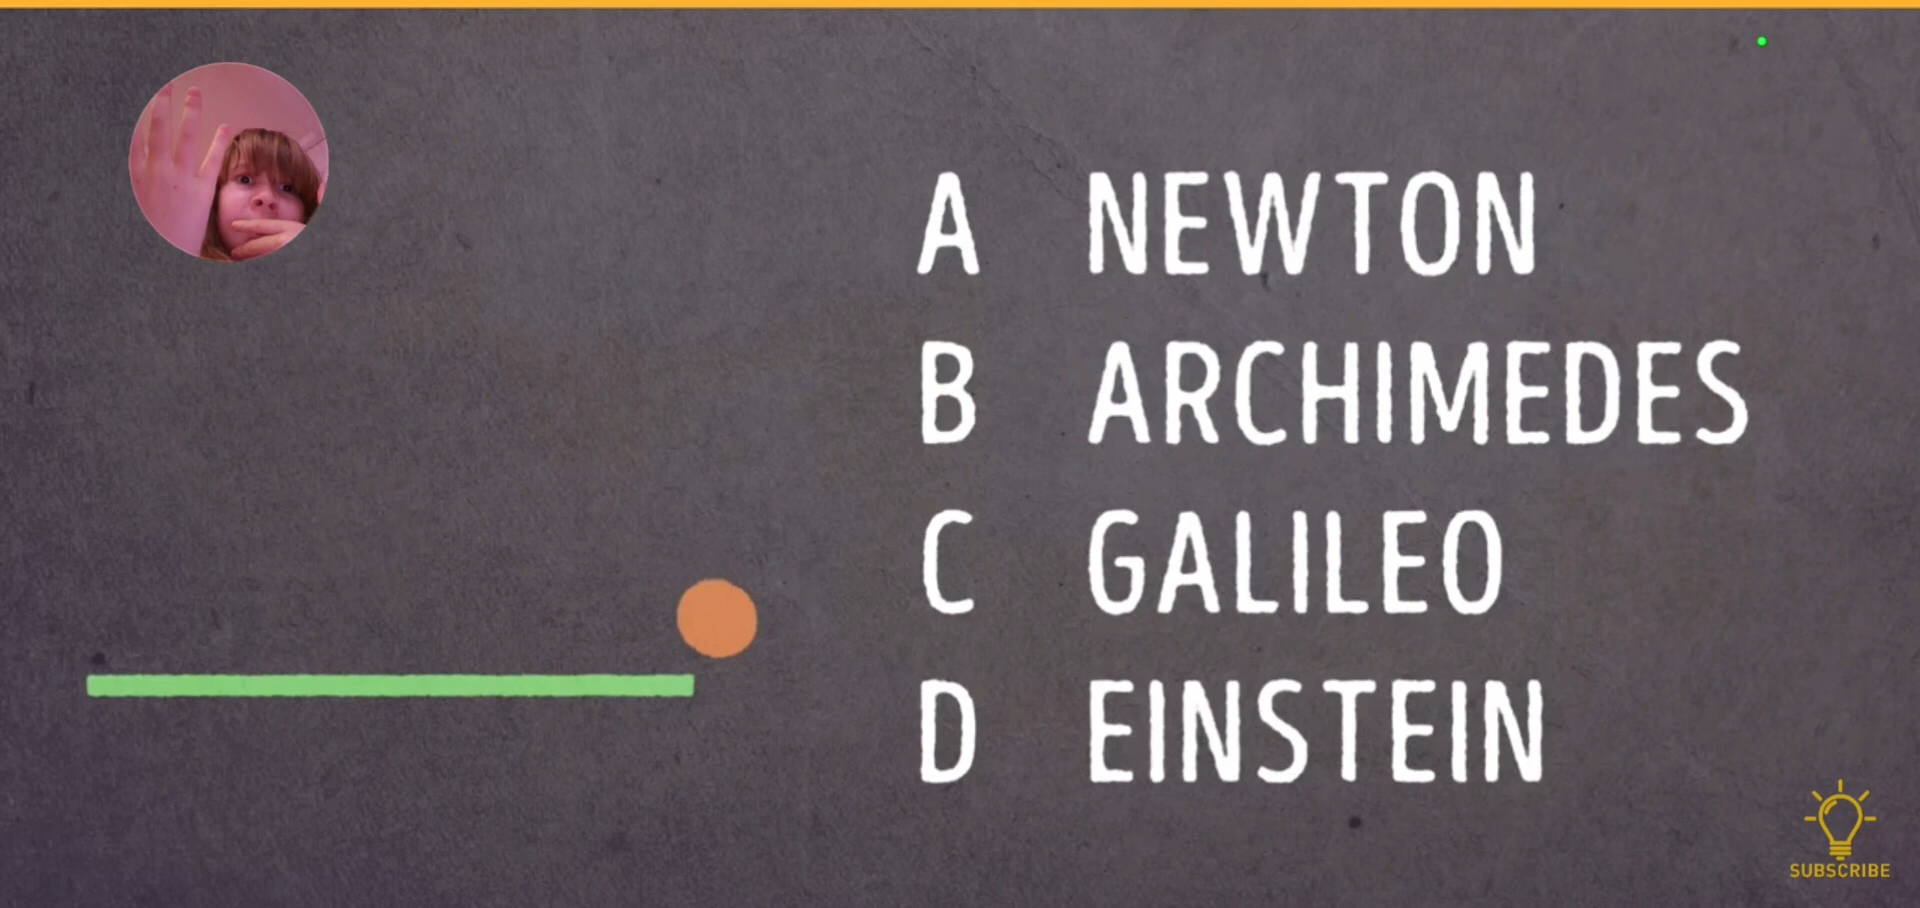 A NEWTON
B ARCHIMEDES
C GALILEO
D EINSTEIN
SUBSCRIBE